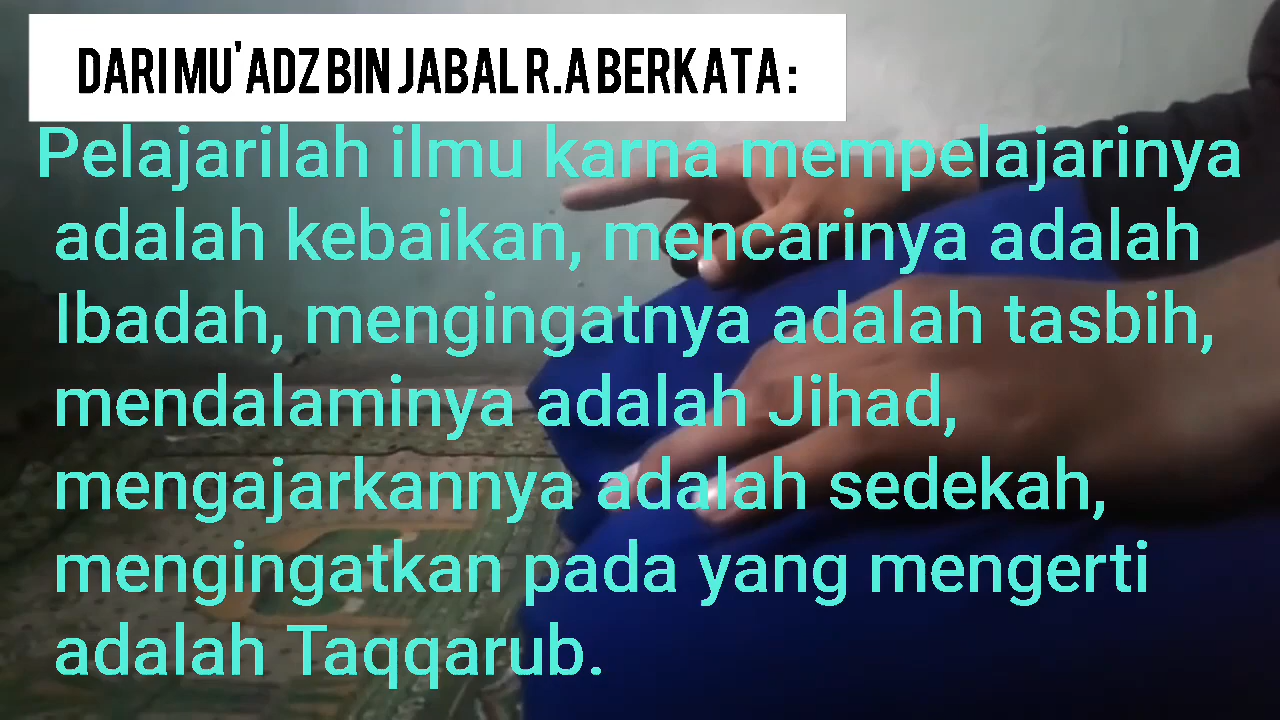 DARI MU'ADZ BIN JABAL R.A BERKATA :
Pelajarilah ilmu karna mempelajarinya
adalah kebaikan, mencarinya adalah
Ibadah, mengingatnya adalah tasbih,
mendalaminya adalah Jihad,
mengajarkannya adalah sedekah,
mengingatkan pada yang mengerti
adalah Taqqarub.